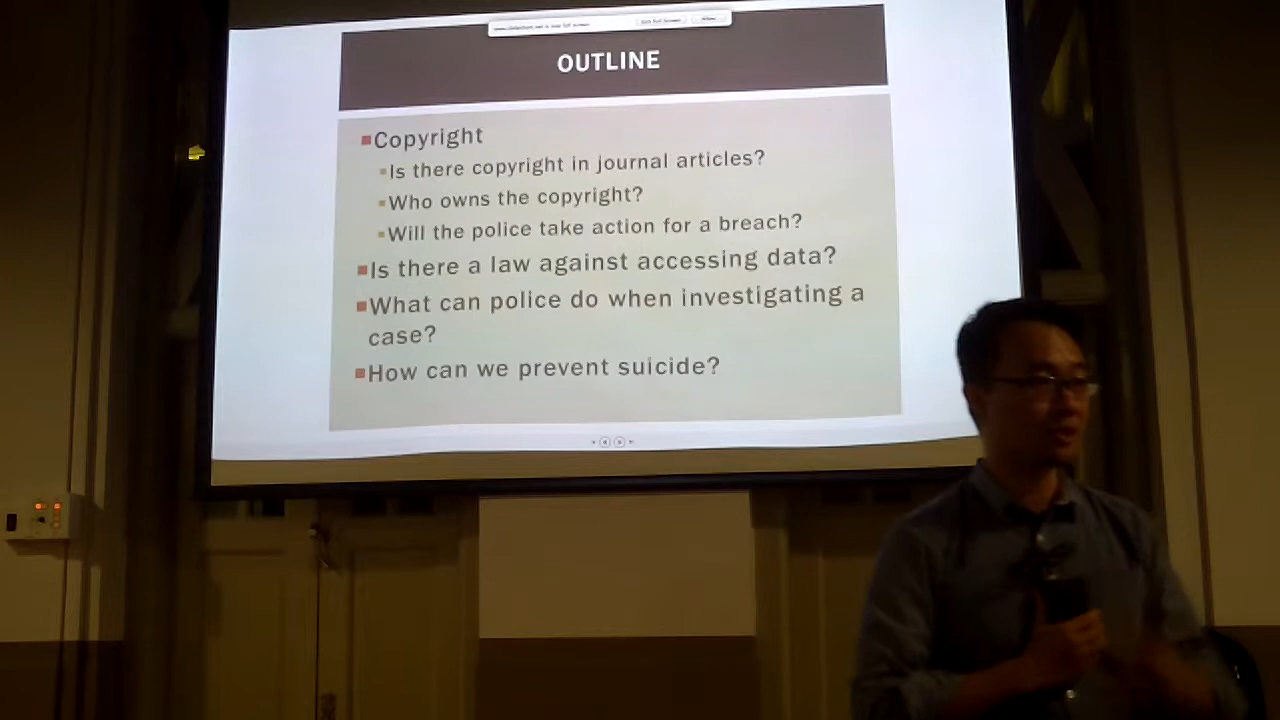 OUTLINE
Copyright
Is there copyright in journal articles?
Who owns the copyright?
Will the police take action for a breach?
Is there a law against accessing data?
What can police do when investigating a
case?
How can we prevent suicide?